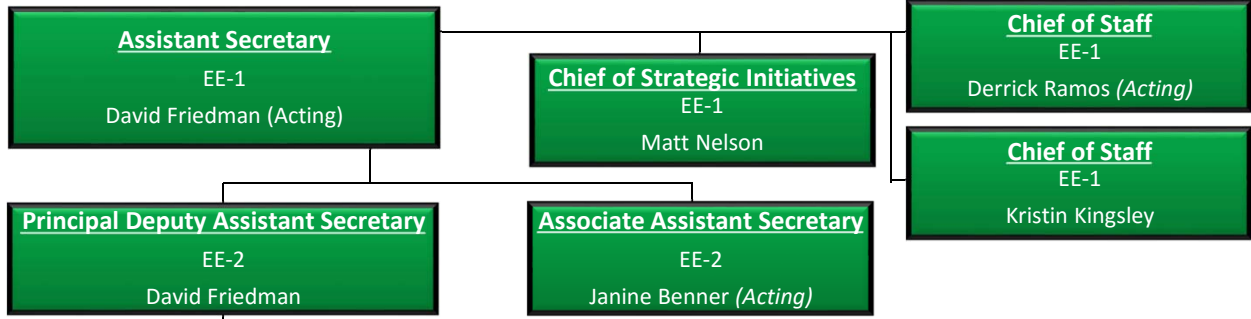 Assistant Secretary
EE-1
David Friedman (Acting)
Chief of Strategic Initiatives
EE-1
Matt Nelson
Chief of Staff
EE-1
Derrick Ramos (Acting)
Chief of Staff
EE-1
Kristin Kingsley
Principal Deputy Assistant Secretary
EE-2
David Friedman
Associate Assistant Secretary
EE-2
Janine Benner (Acting)